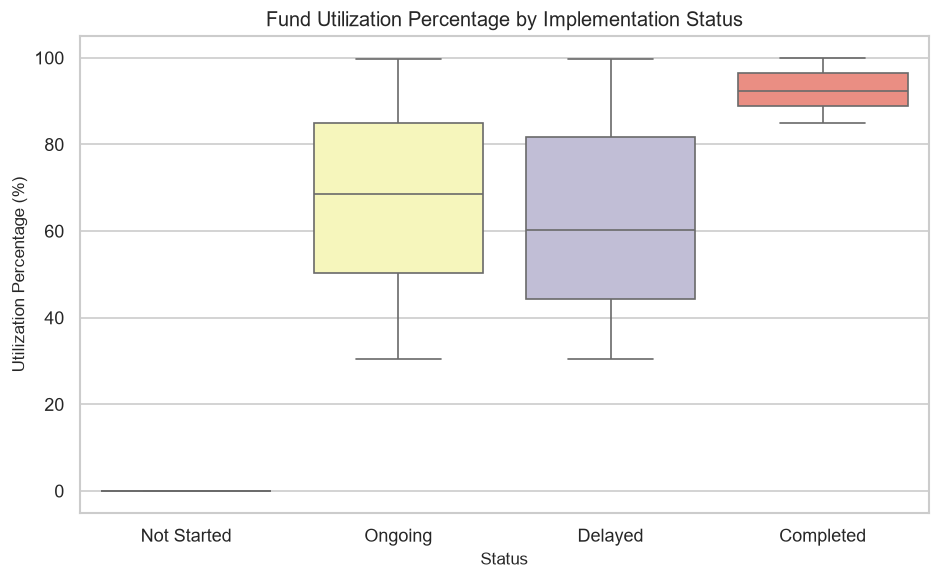 Fund Utilization Percentage by Implementation Status
Utilization Percentage (%)
100
80
60
40
20
0
Not Started
Ongoing
Delayed
Completed
Status